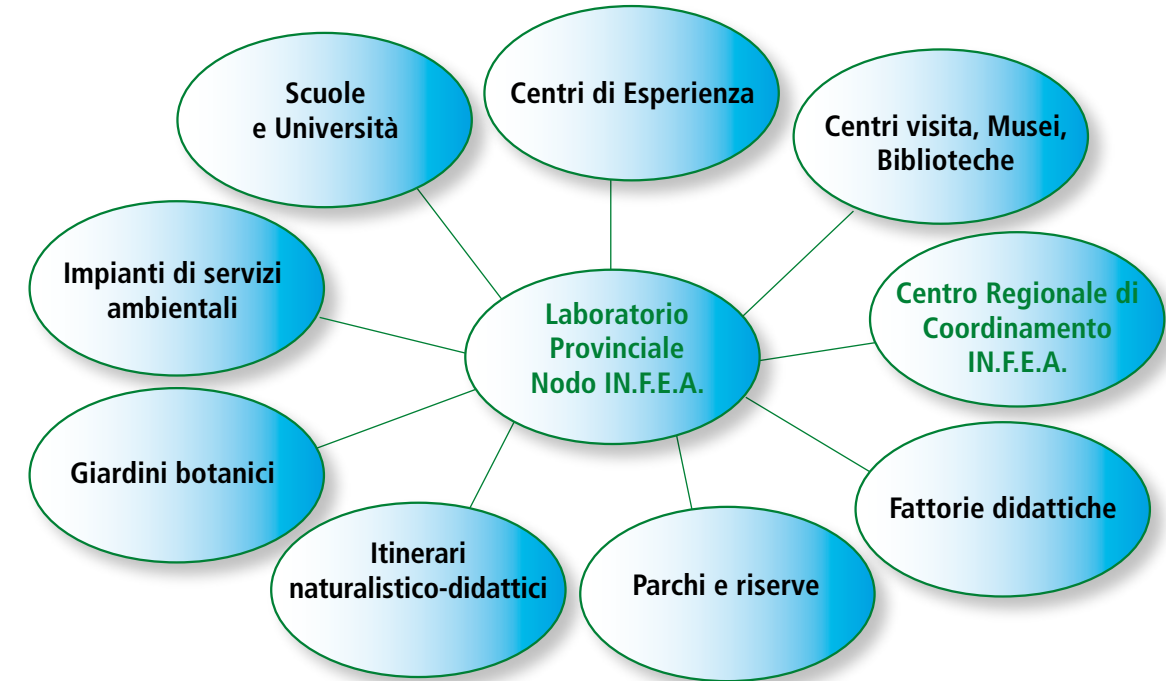 Scuole
e Università
Centri di Esperienza
Centri visita, Musei,
Biblioteche
Impianti di servizi
ambientali
Laboratorio
Provinciale
Nodo IN.F.E.A.
Centro Regionale di
Coordinamento
IN.F.E.A.
Giardini botanici
Fattorie didattiche
Itinerari
naturalistico-didattici
Parchi e riserve